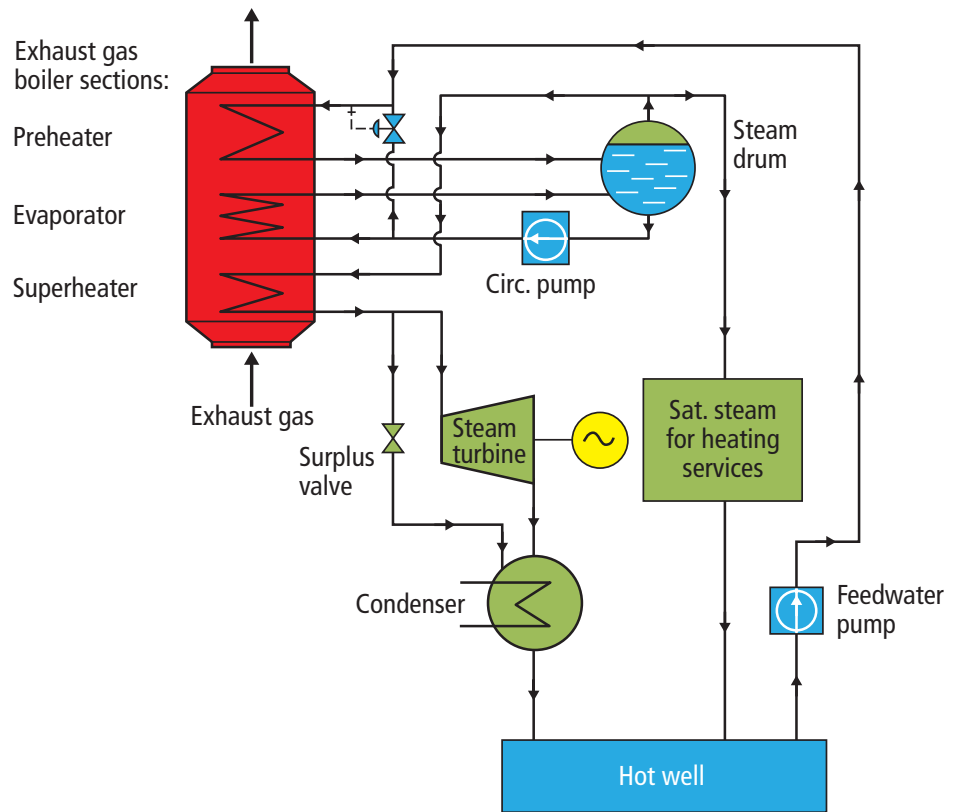 Exhaust gas
boiler sections:
Preheater
Evaporator
Superheater
Exhaust gas
Steam
drum
Circ. pump
Surplus
valve
Steam
turbine
Sat. steam
for heating
services
Condenser
Feedwater
pump
Hot well